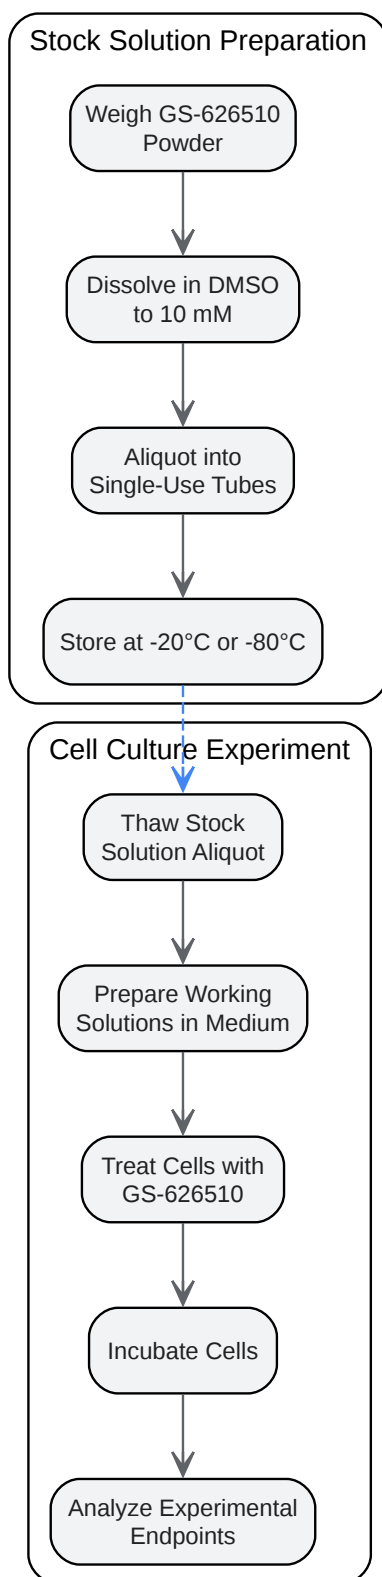 Stock Solution Preparation
Weigh GS-626510
Powder
Dissolve in DMSO
to 10 mM
Aliquot into
Single-Use Tubes
Store at -20°C or -80°C
Cell Culture Experiment
Thaw Stock
Solution Aliquot
Prepare Working
Solutions in Medium
Treat Cells with
GS-626510
Incubate Cells
Analyze Experimental
Endpoints